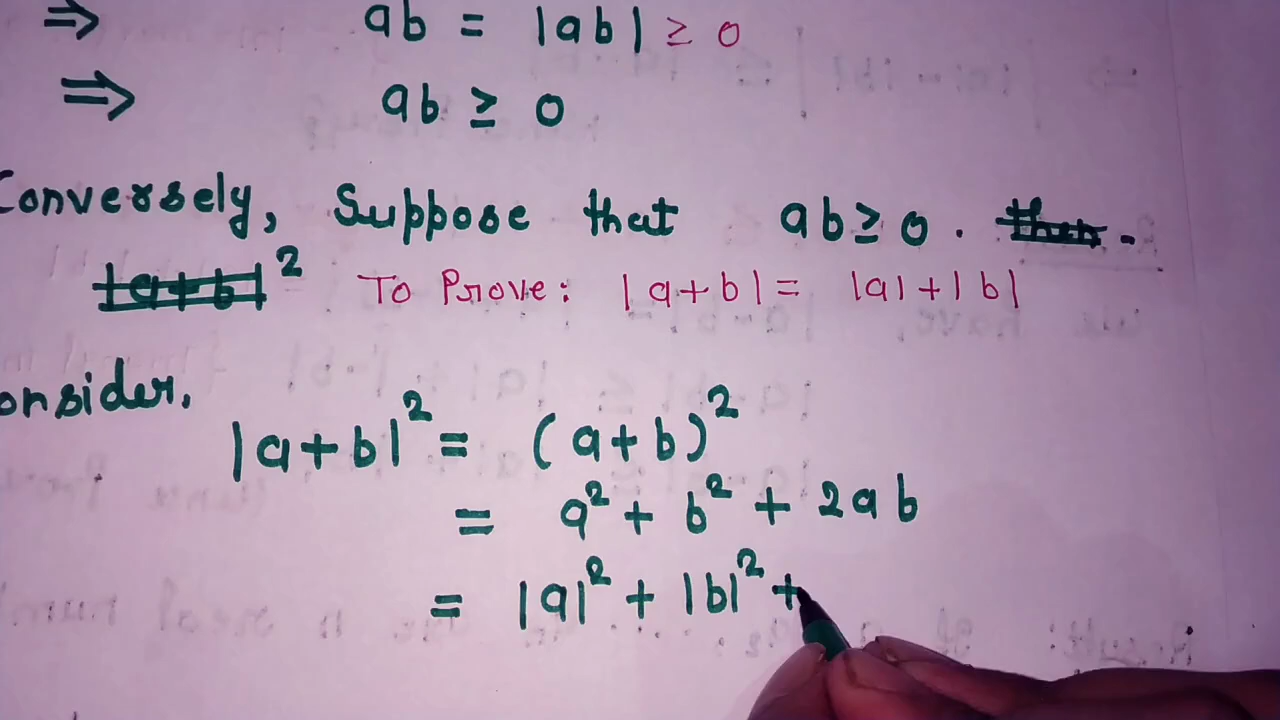 ⇒ ab = |ab| ≥ 0
⇒ ab ≥ 0
Conversely, Suppose that ab ≥ 0.
|a+b|² To Prove: |a+b| = |a|+|b|
onsider,
|a+b|² = (a+b)²
= a² + b² + 2ab
= |a|² + |b|² +